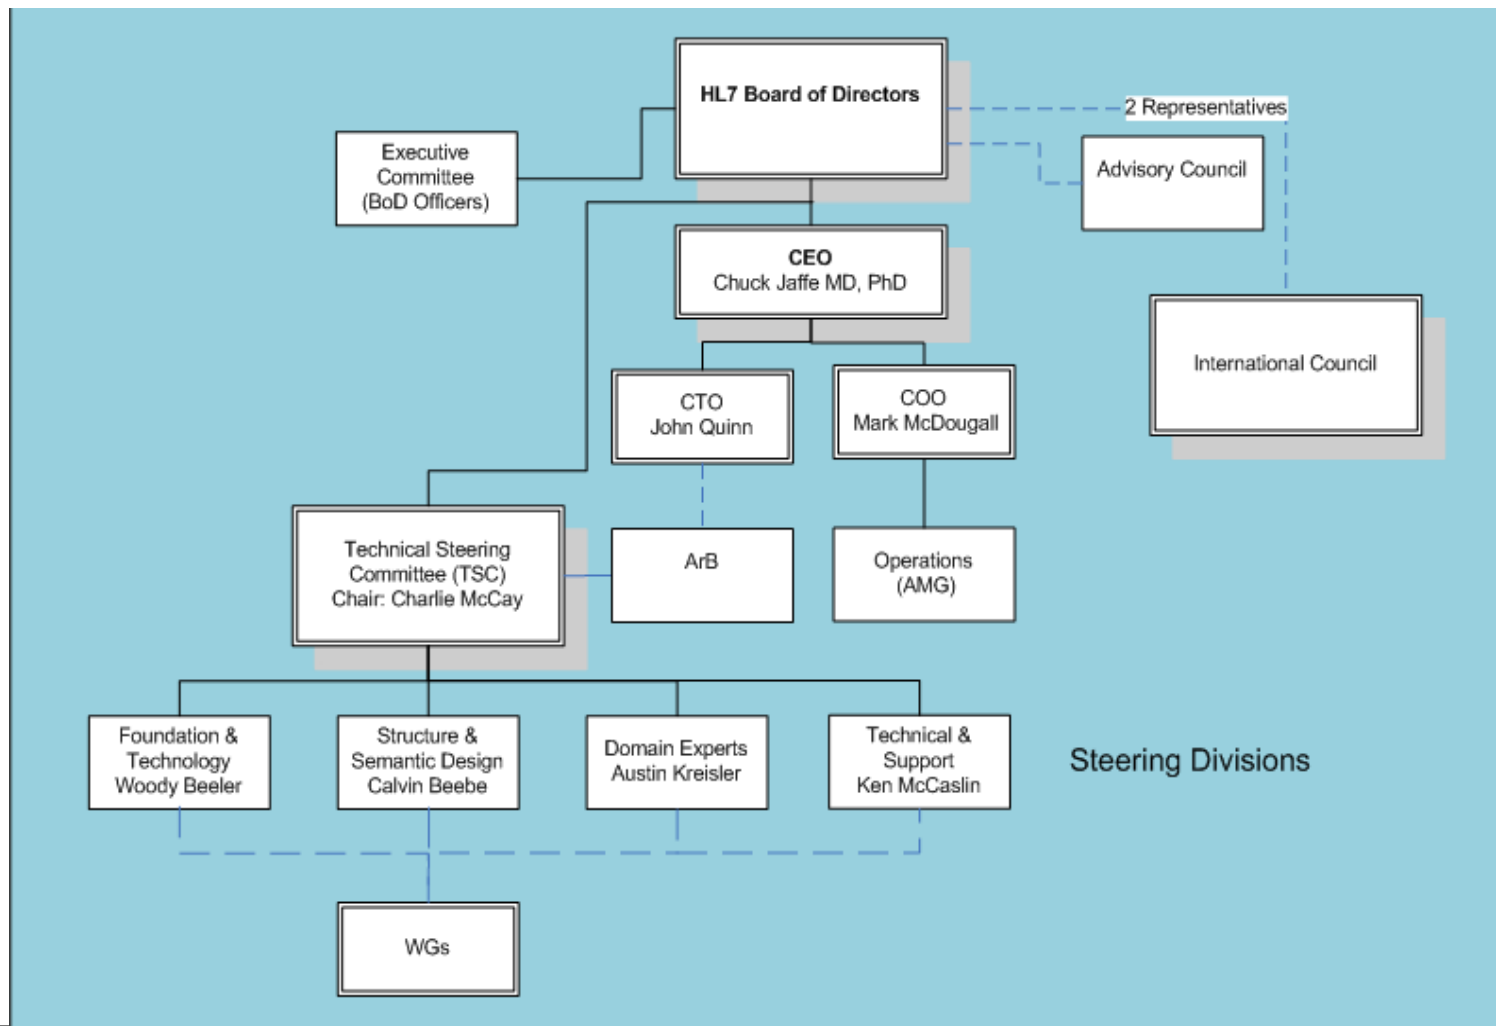 HL7 Board of Directors
2 Representatives
Executive
Committee
(BoD Officers)
Advisory Council
CEO
Chuck Jaffe MD, PhD
International Council
CTO
John Quinn
COO
Mark McDougall
Technical Steering
Committee (TSC)
Chair: Charlie McCay
ArB
Operations
(AMG)
Foundation &
Technology
Woody Beeler
Structure &
Semantic Design
Calvin Beebe
Domain Experts
Austin Kreisler
Technical &
Support
Ken McCaslin
Steering Divisions
WGs